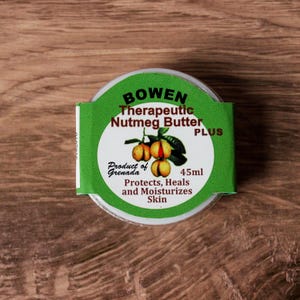 BOWEN
Therapeutic
Nutmeg Butter
PLUS
Product of
Grenada
45ml
Protects, Heals
and Moisturizes
Skin